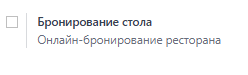 Бронирование стола
Онлайн-бронирование ресторана